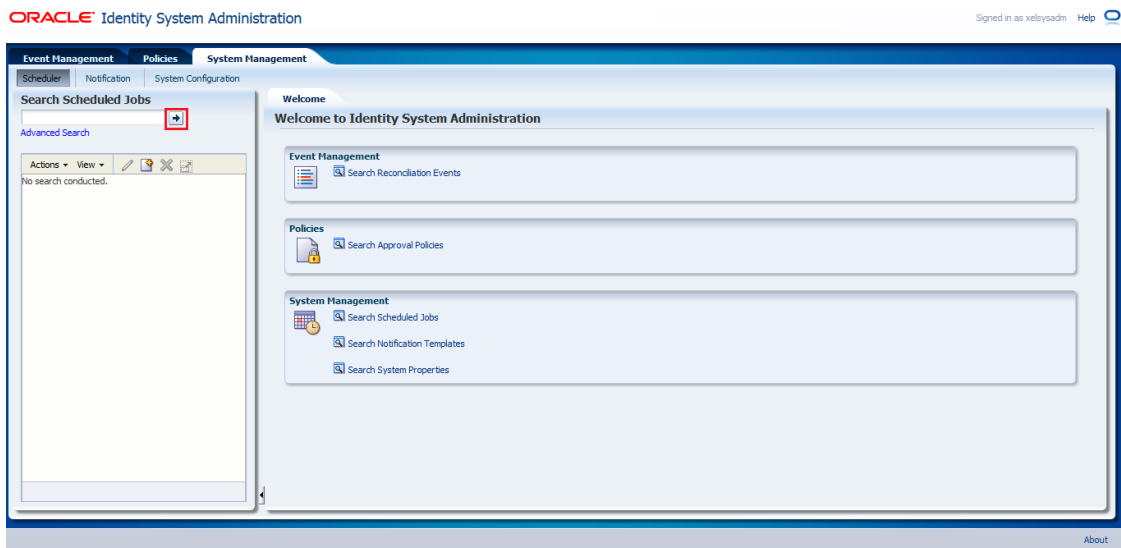 ORACLE Identity System Administration
Signed in as xelsysadm Help
Event Management Policies System Management
Scheduler Notification System Configuration
Search Scheduled Jobs
Advanced Search
Actions View
No search conducted.
Welcome
Welcome to Identity System Administration
Event Management
Search Reconciliation Events
Policies
Search Approval Policies
System Management
Search Scheduled Jobs
Search Notification Templates
Search System Properties
About